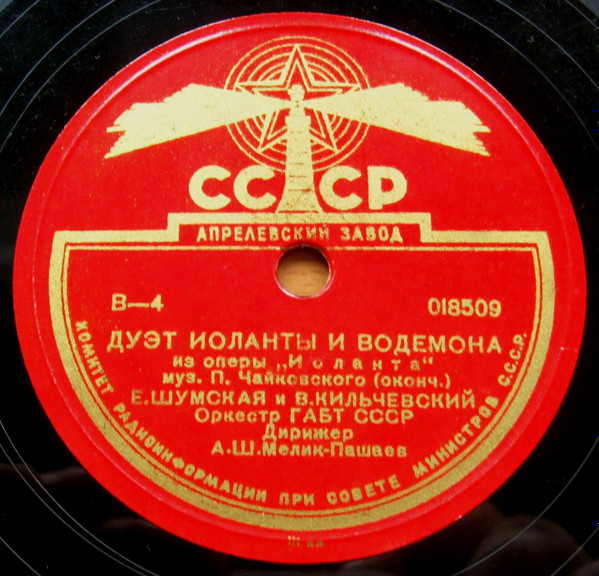 СССР
АПРЕЛЕВСКИЙ ЗАВОД
В—4
018509
ДУЭТ ИОЛАНТЫ И ВОДЕМОНА
из оперы „Иоланта“
муз. П. Чайковского (оконч.)
Е.ШУМСКАЯ и В.КИЛЬЧЕВСКИЙ
Оркестр ГАБТ СССР
Дирижер
А.Ш.Мелик-Пашаев
КОМИТЕТ РАДИОИНФОРМАЦИИ ПРИ СОВЕТЕ МИНИСТРОВ С.С.С.Р.